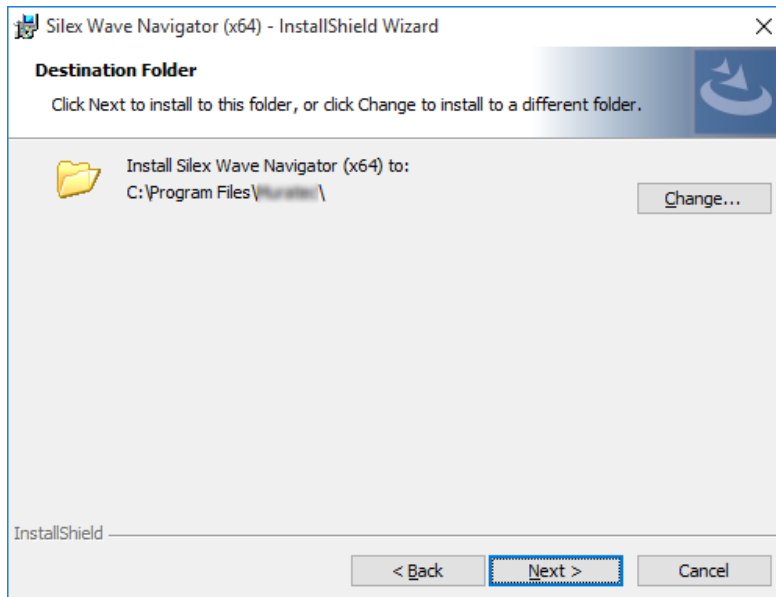 Silex Wave Navigator (x64) - InstallShield Wizard
Destination Folder
Click Next to install to this folder, or click Change to install to a different folder.
Install Silex Wave Navigator (x64) to:
C:\Program Files\ \
Change...
InstallShield
< Back
Next >
Cancel